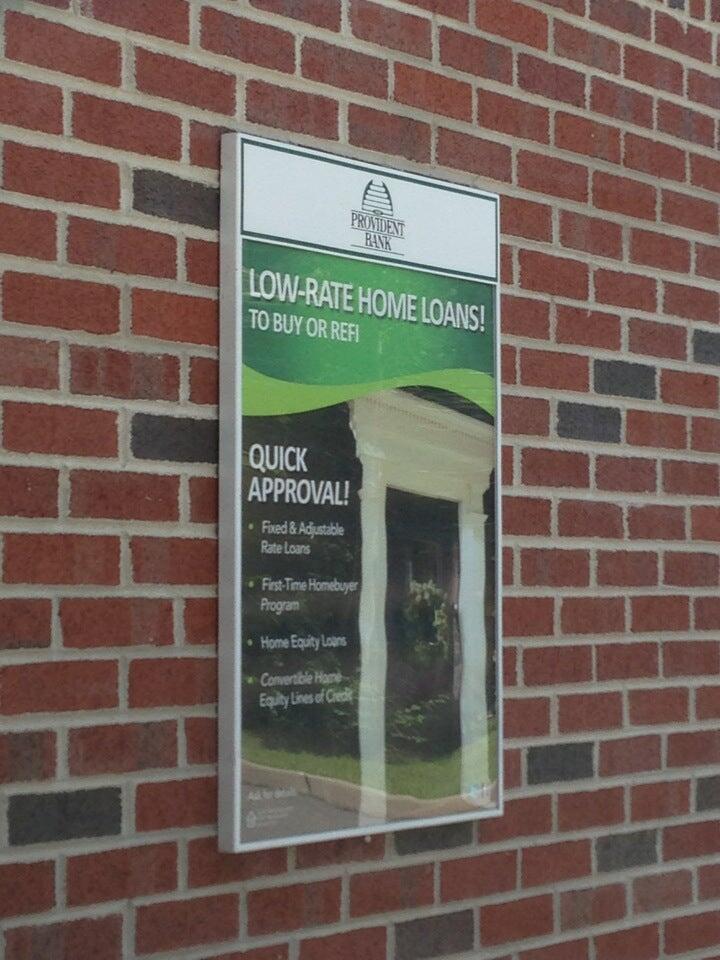 PROVIDENT
BANK
LOW-RATE HOME LOANS!
TO BUY OR REFI
QUICK
APPROVAL!
• Fixed & Adjustable
Rate Loans
• First-Time Homebuyer
Program
• Home Equity Loans
• Convertible Home
Equity Lines of Credit
Ask for details